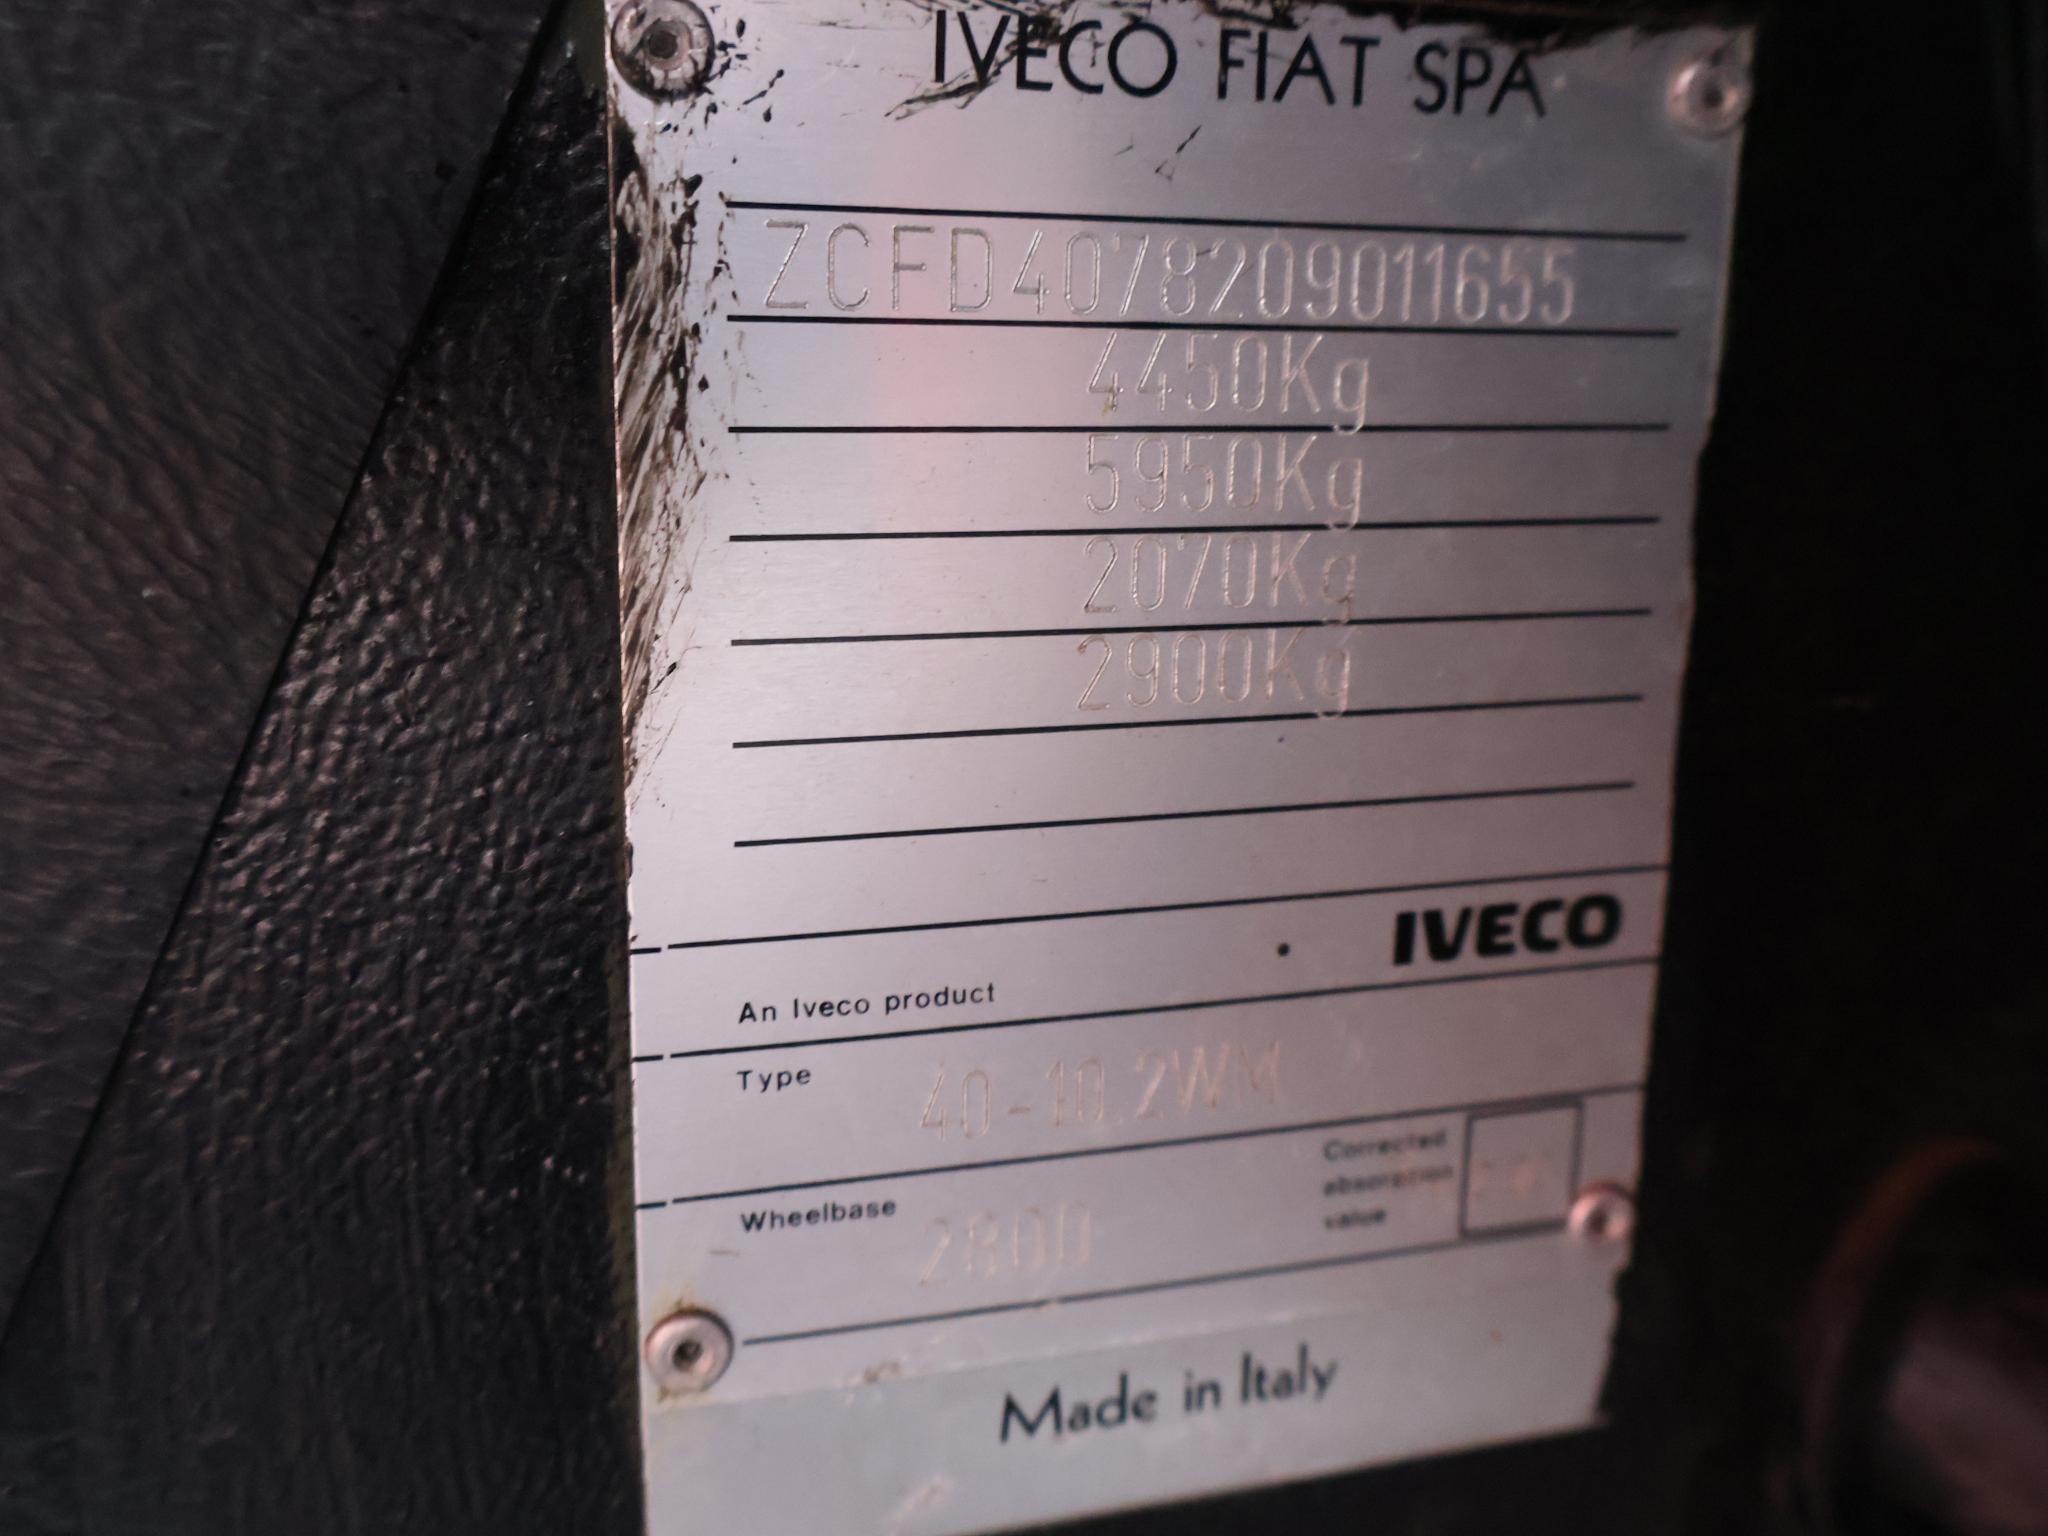 IVECO FIAT SPA
ZCFD4078209011655
4450Kg
5950Kg
2070Kg
2900Kg
IVECO
An Iveco product
Type 40-10.2WM
Wheelbase 2800
Corrected
absorption
value
Made in Italy